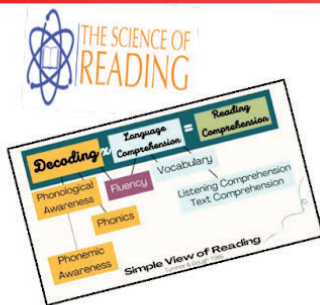 THE SCIENCE OF
READING
Decoding x Language Comprehension = Reading Comprehension
Phonological Awareness
Fluency
Vocabulary
Listening Comprehension
Text Comprehension
Phonics
Phonemic Awareness
Simple View of Reading